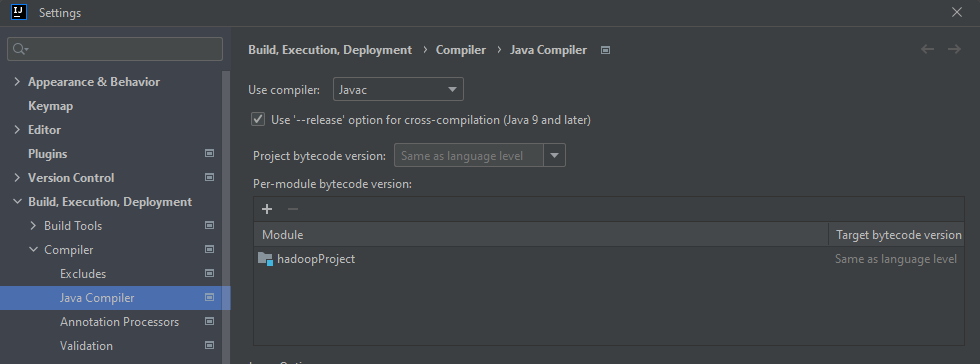 IJ
Settings
Appearance & Behavior
Keymap
Editor
Plugins
Version Control
Build, Execution, Deployment
Build Tools
Compiler
Excludes
Java Compiler
Annotation Processors
Validation
Build, Execution, Deployment › Compiler › Java Compiler
Use compiler: Javac
Use '--release' option for cross-compilation (Java 9 and later)
Project bytecode version: Same as language level
Per-module bytecode version:
Module Target bytecode version
hadoopProject Same as language level